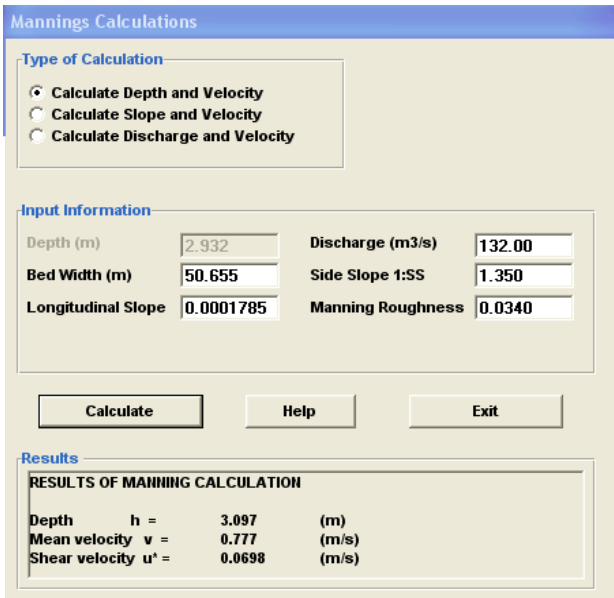 Mannings Calculations
Type of Calculation
Calculate Depth and Velocity
Calculate Slope and Velocity
Calculate Discharge and Velocity
Input Information
Depth (m) 2.932 Discharge (m3/s) 132.00
Bed Width (m) 50.655 Side Slope 1:SS 1.350
Longitudinal Slope 0.0001785 Manning Roughness 0.0340
Calculate Help Exit
Results
RESULTS OF MANNING CALCULATION
Depth h = 3.097 (m)
Mean velocity v = 0.777 (m/s)
Shear velocity u* = 0.0698 (m/s)